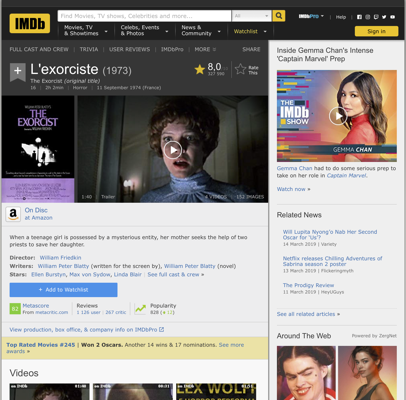 IMDb
Find Movies, TV shows, Celebrities and more...
All
Movies, TV
& Showtimes
Celebs, Events
& Photos
News &
Community
Watchlist
IMDbPro
Help
Sign in
FULL CAST AND CREW | TRIVIA | USER REVIEWS | IMDbPro | MORE
SHARE
L'exorciste (1973)
The Exorcist (original title)
16 | 2h 2min | Horror | 11 September 1974 (France)
8,0
Rate
This
THE
EXORCIST
1:40 Trailer
VIDEOS | 152 IMAGES
On Disc
at Amazon
When a teenage girl is possessed by a mysterious entity, her mother seeks the help of two
priests to save her daughter.
Director: William Friedkin
Writers: William Peter Blatty (written for the screen by), William Peter Blatty (novel)
Stars: Ellen Burstyn, Max von Sydow, Linda Blair | See full cast & crew »
+ Add to Watchlist
Metascore
From metacritic.com
Reviews
1 126 user | 267 critic
Popularity
828
View production, box office, & company info on IMDbPro
Top Rated Movies #245 | Won 2 Oscars. Another 14 wins & 17 nominations. See more
awards »
Videos
LEX WOLFF
Inside Gemma Chan's Intense
'Captain Marvel' Prep
THE
IMDb
SHOW
GEMMA CHAN
Gemma Chan had to do some serious prep to
take on her role in Captain Marvel.
Watch now »
Related News
Will Lupita Nyong'o Nab Her Second
Oscar for 'Us'?
14 March 2019 | Variety
Netflix releases Chilling Adventures of
Sabrina season 2 poster
13 March 2019 | Flickeringmyth
The Prodigy Review
11 March 2019 | HeyUGuys
See all related articles »
Around The Web
Powered by ZergNet